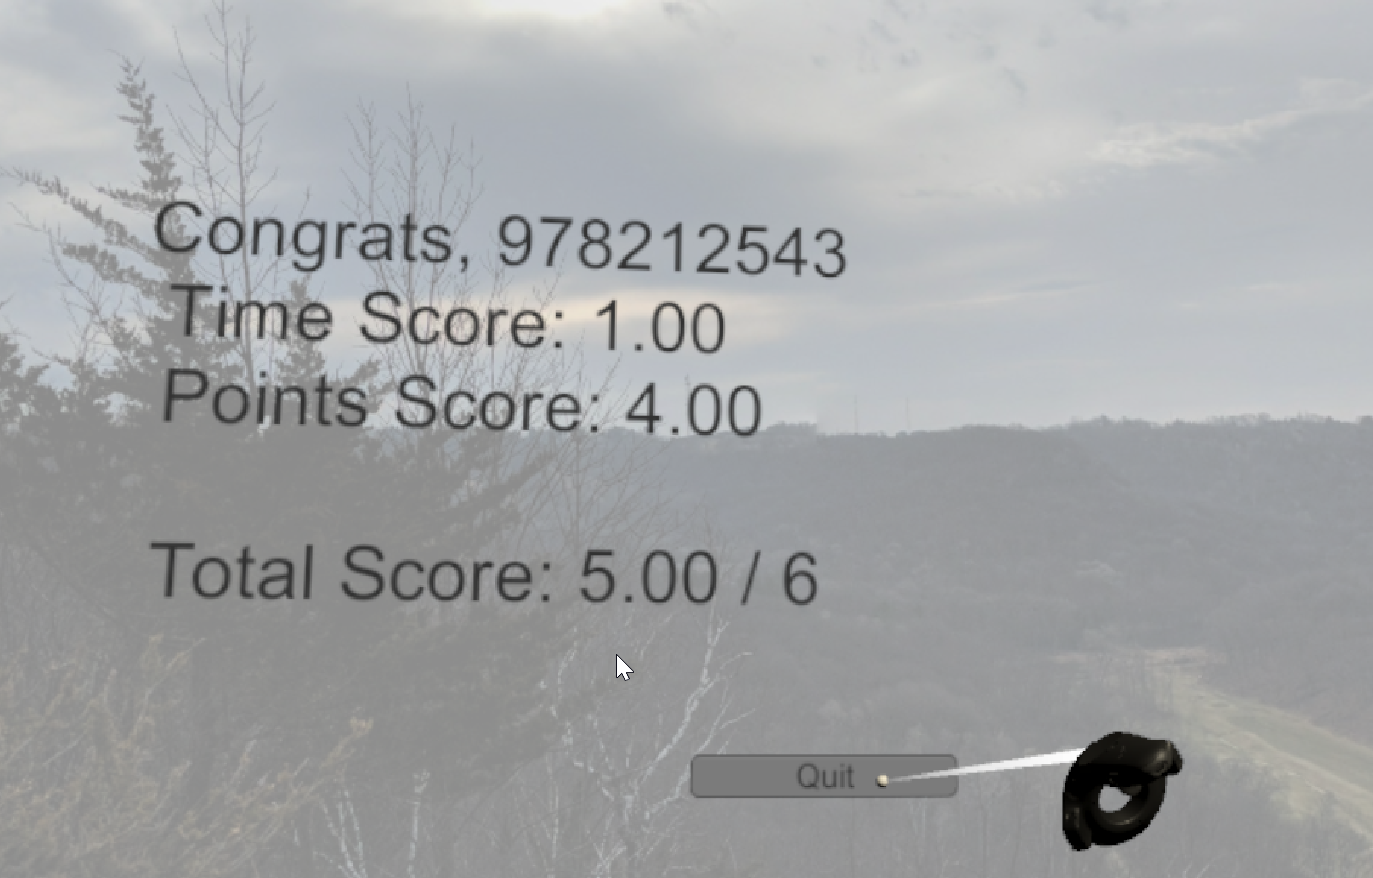 Congrats, 978212543
Time Score: 1.00
Points Score: 4.00
Total Score: 5.00 / 6
Quit